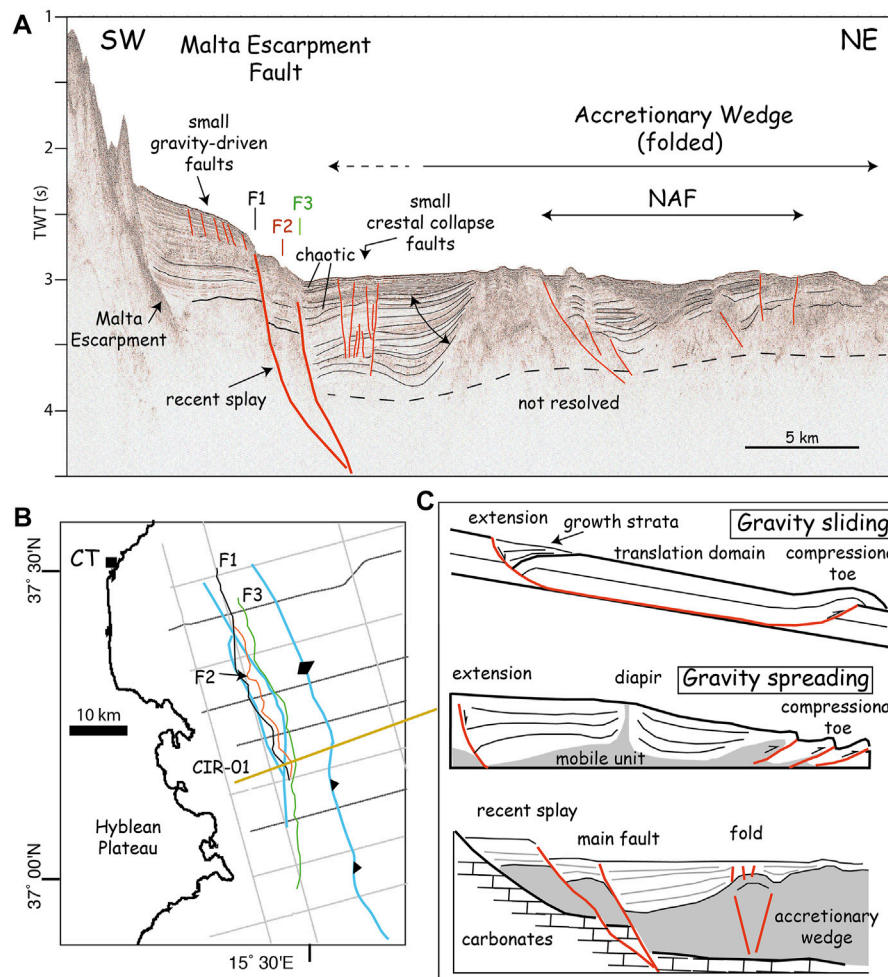 A
SW
Malta Escarpment
Fault
NE
small
gravity-driven
faults
F1
F2
F3
Accretionary Wedge
(folded)
NAF
small
crestal collapse
faults
chaotic
Malta
Escarpment
recent splay
not resolved
5 km
TWT (s)
1
2
3
4
B
CT
F1
F3
F2
10 km
CIR-01
Hyblean
Plateau
37° 30'N
37° 00'N
15° 30'E
C
extension
growth strata
Gravity sliding
translation domain
compressional
toe
extension
diapir
Gravity spreading
compressional
toe
mobile unit
recent splay
main fault
fold
carbonates
accretionary
wedge